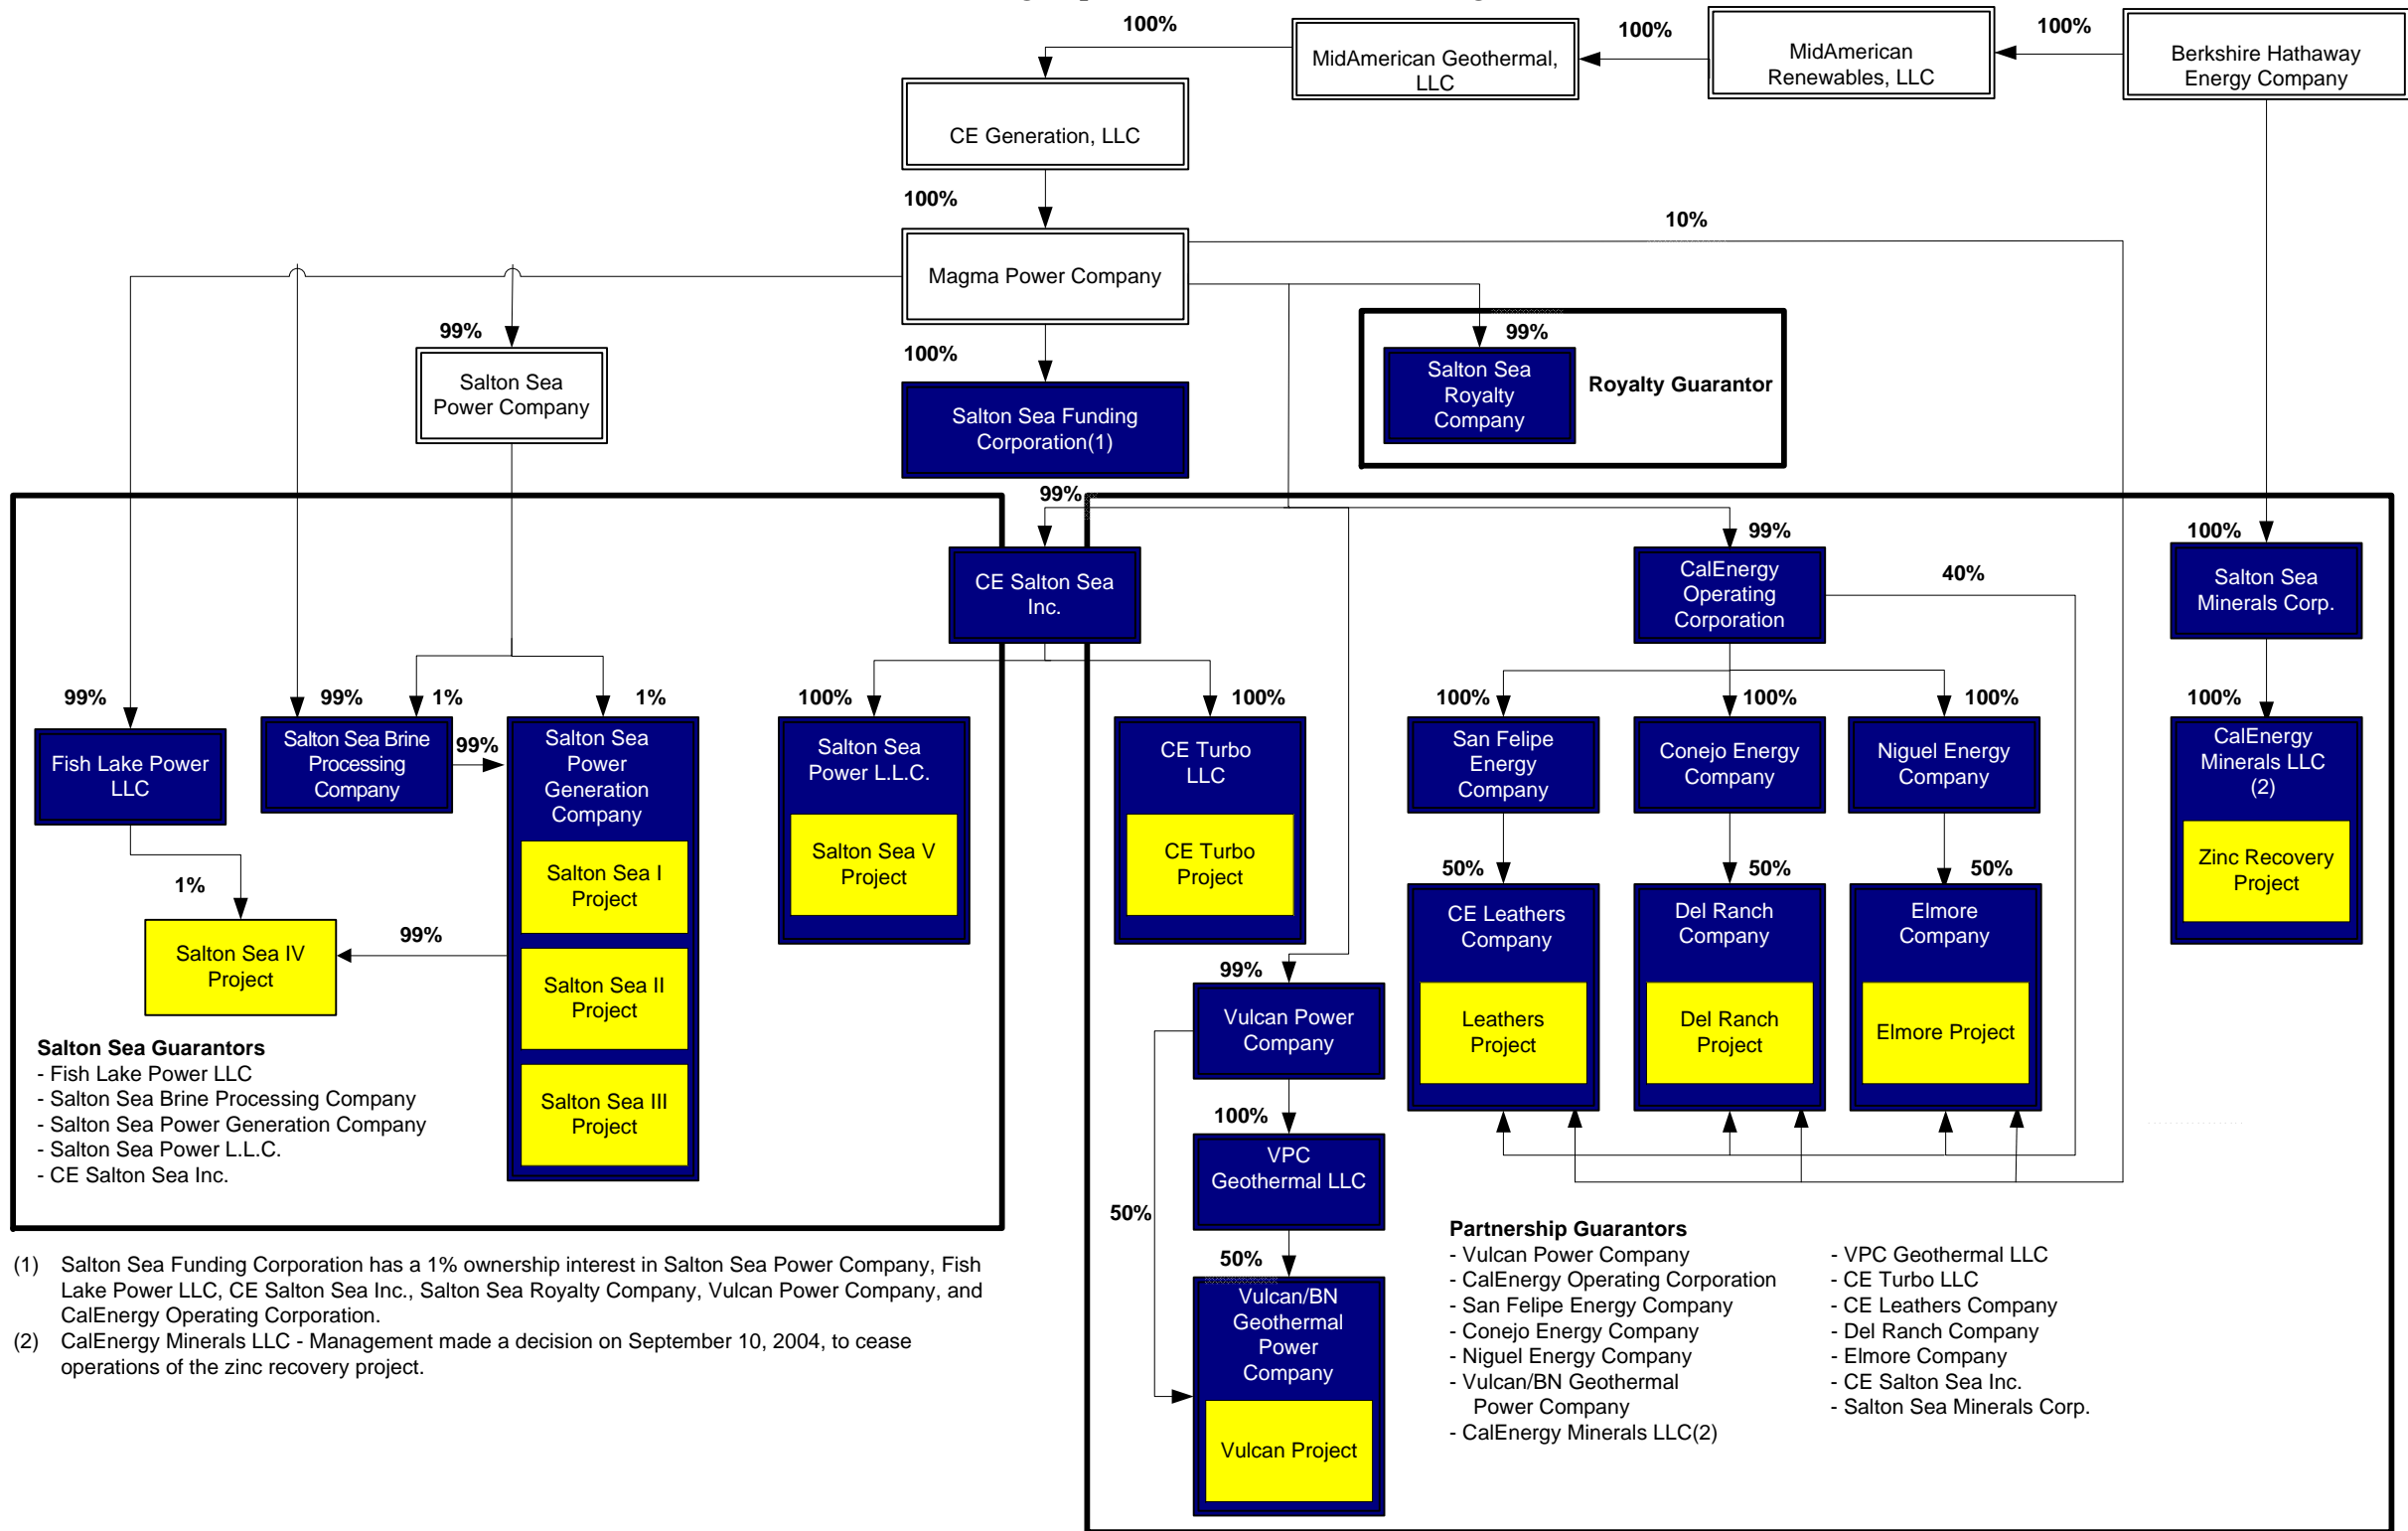 100%
100%
100%
MidAmerican Geothermal,
LLC
MidAmerican
Renewables, LLC
Berkshire Hathaway
Energy Company
CE Generation, LLC
100%
10%
Magma Power Company
99%
99%
100%
Salton Sea
Power Company
Salton Sea
Royalty
Company
Royalty Guarantor
Salton Sea Funding
Corporation(1)
99%
99%
100%
CE Salton Sea
Inc.
CalEnergy
Operating
Corporation
40%
Salton Sea
Minerals Corp.
99%
99%
1%
1%
100%
100%
100%
100%
100%
100%
Fish Lake Power
LLC
Salton Sea Brine
Processing
Company
99%
Salton Sea
Power
Generation
Company
Salton Sea
Power L.L.C.
CE Turbo
LLC
San Felipe
Energy
Company
Conejo Energy
Company
Niguel Energy
Company
CalEnergy
Minerals LLC
(2)
Salton Sea I
Project
Salton Sea V
Project
CE Turbo
Project
Zinc Recovery
Project
1%
50%
50%
50%
Salton Sea IV
Project
99%
CE Leathers
Company
Del Ranch
Company
Elmore
Company
Salton Sea II
Project
99%
Vulcan Power
Company
Leathers
Project
Del Ranch
Project
Elmore Project
Salton Sea III
Project
Salton Sea Guarantors
- Fish Lake Power LLC
- Salton Sea Brine Processing Company
- Salton Sea Power Generation Company
- Salton Sea Power L.L.C.
- CE Salton Sea Inc.
100%
VPC
Geothermal LLC
50%
50%
Vulcan/BN
Geothermal
Power
Company
Vulcan Project
Partnership Guarantors
- Vulcan Power Company
- CalEnergy Operating Corporation
- San Felipe Energy Company
- Conejo Energy Company
- Niguel Energy Company
- Vulcan/BN Geothermal
Power Company
- CalEnergy Minerals LLC(2)
- VPC Geothermal LLC
- CE Turbo LLC
- CE Leathers Company
- Del Ranch Company
- Elmore Company
- CE Salton Sea Inc.
- Salton Sea Minerals Corp.
(1) Salton Sea Funding Corporation has a 1% ownership interest in Salton Sea Power Company, Fish
Lake Power LLC, CE Salton Sea Inc., Salton Sea Royalty Company, Vulcan Power Company, and
CalEnergy Operating Corporation.
(2) CalEnergy Minerals LLC - Management made a decision on September 10, 2004, to cease
operations of the zinc recovery project.